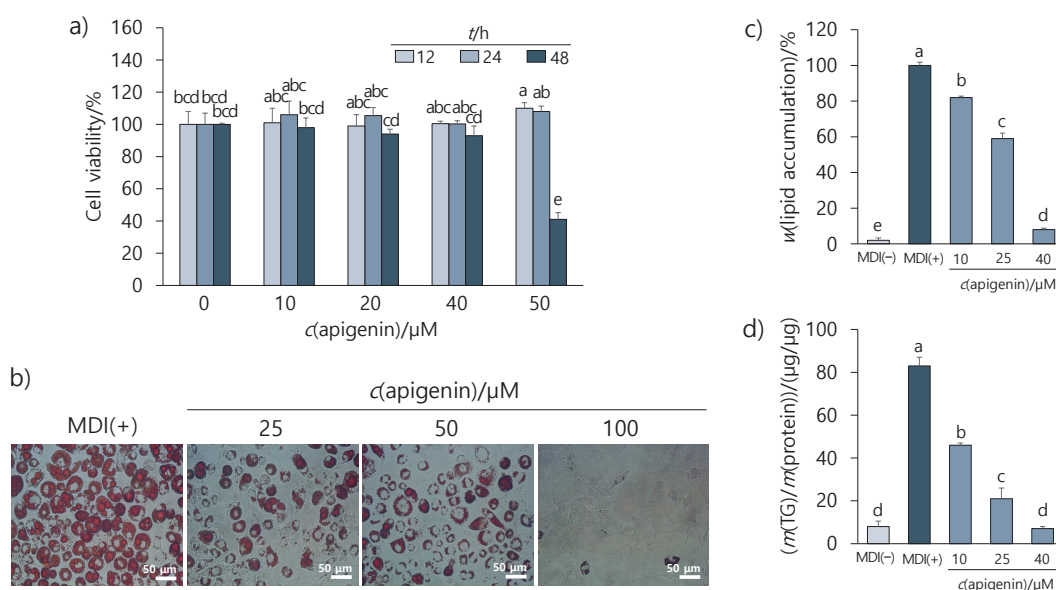 a)
Cell viability/%
160
140
120
100
80
60
40
20
0
t/h
12 24 48
bcd bcd bcd
abc abc bcd
abc abc cd
abc abc cd
a ab e
0 10 20 40 50
c(apigenin)/μM
b)
c(apigenin)/μM
MDI(+) 25 50 100
50 μm 50 μm 50 μm 50 μm
c)
w(lipid accumulation)/%
120
100
80
60
40
20
0
e a b c d
MDI(−) MDI(+) 10 25 40
c(apigenin)/μM
d)
(m(TG)/m(protein))/(μg/μg)
100
80
60
40
20
0
d a b c d
MDI(−) MDI(+) 10 25 40
c(apigenin)/μM